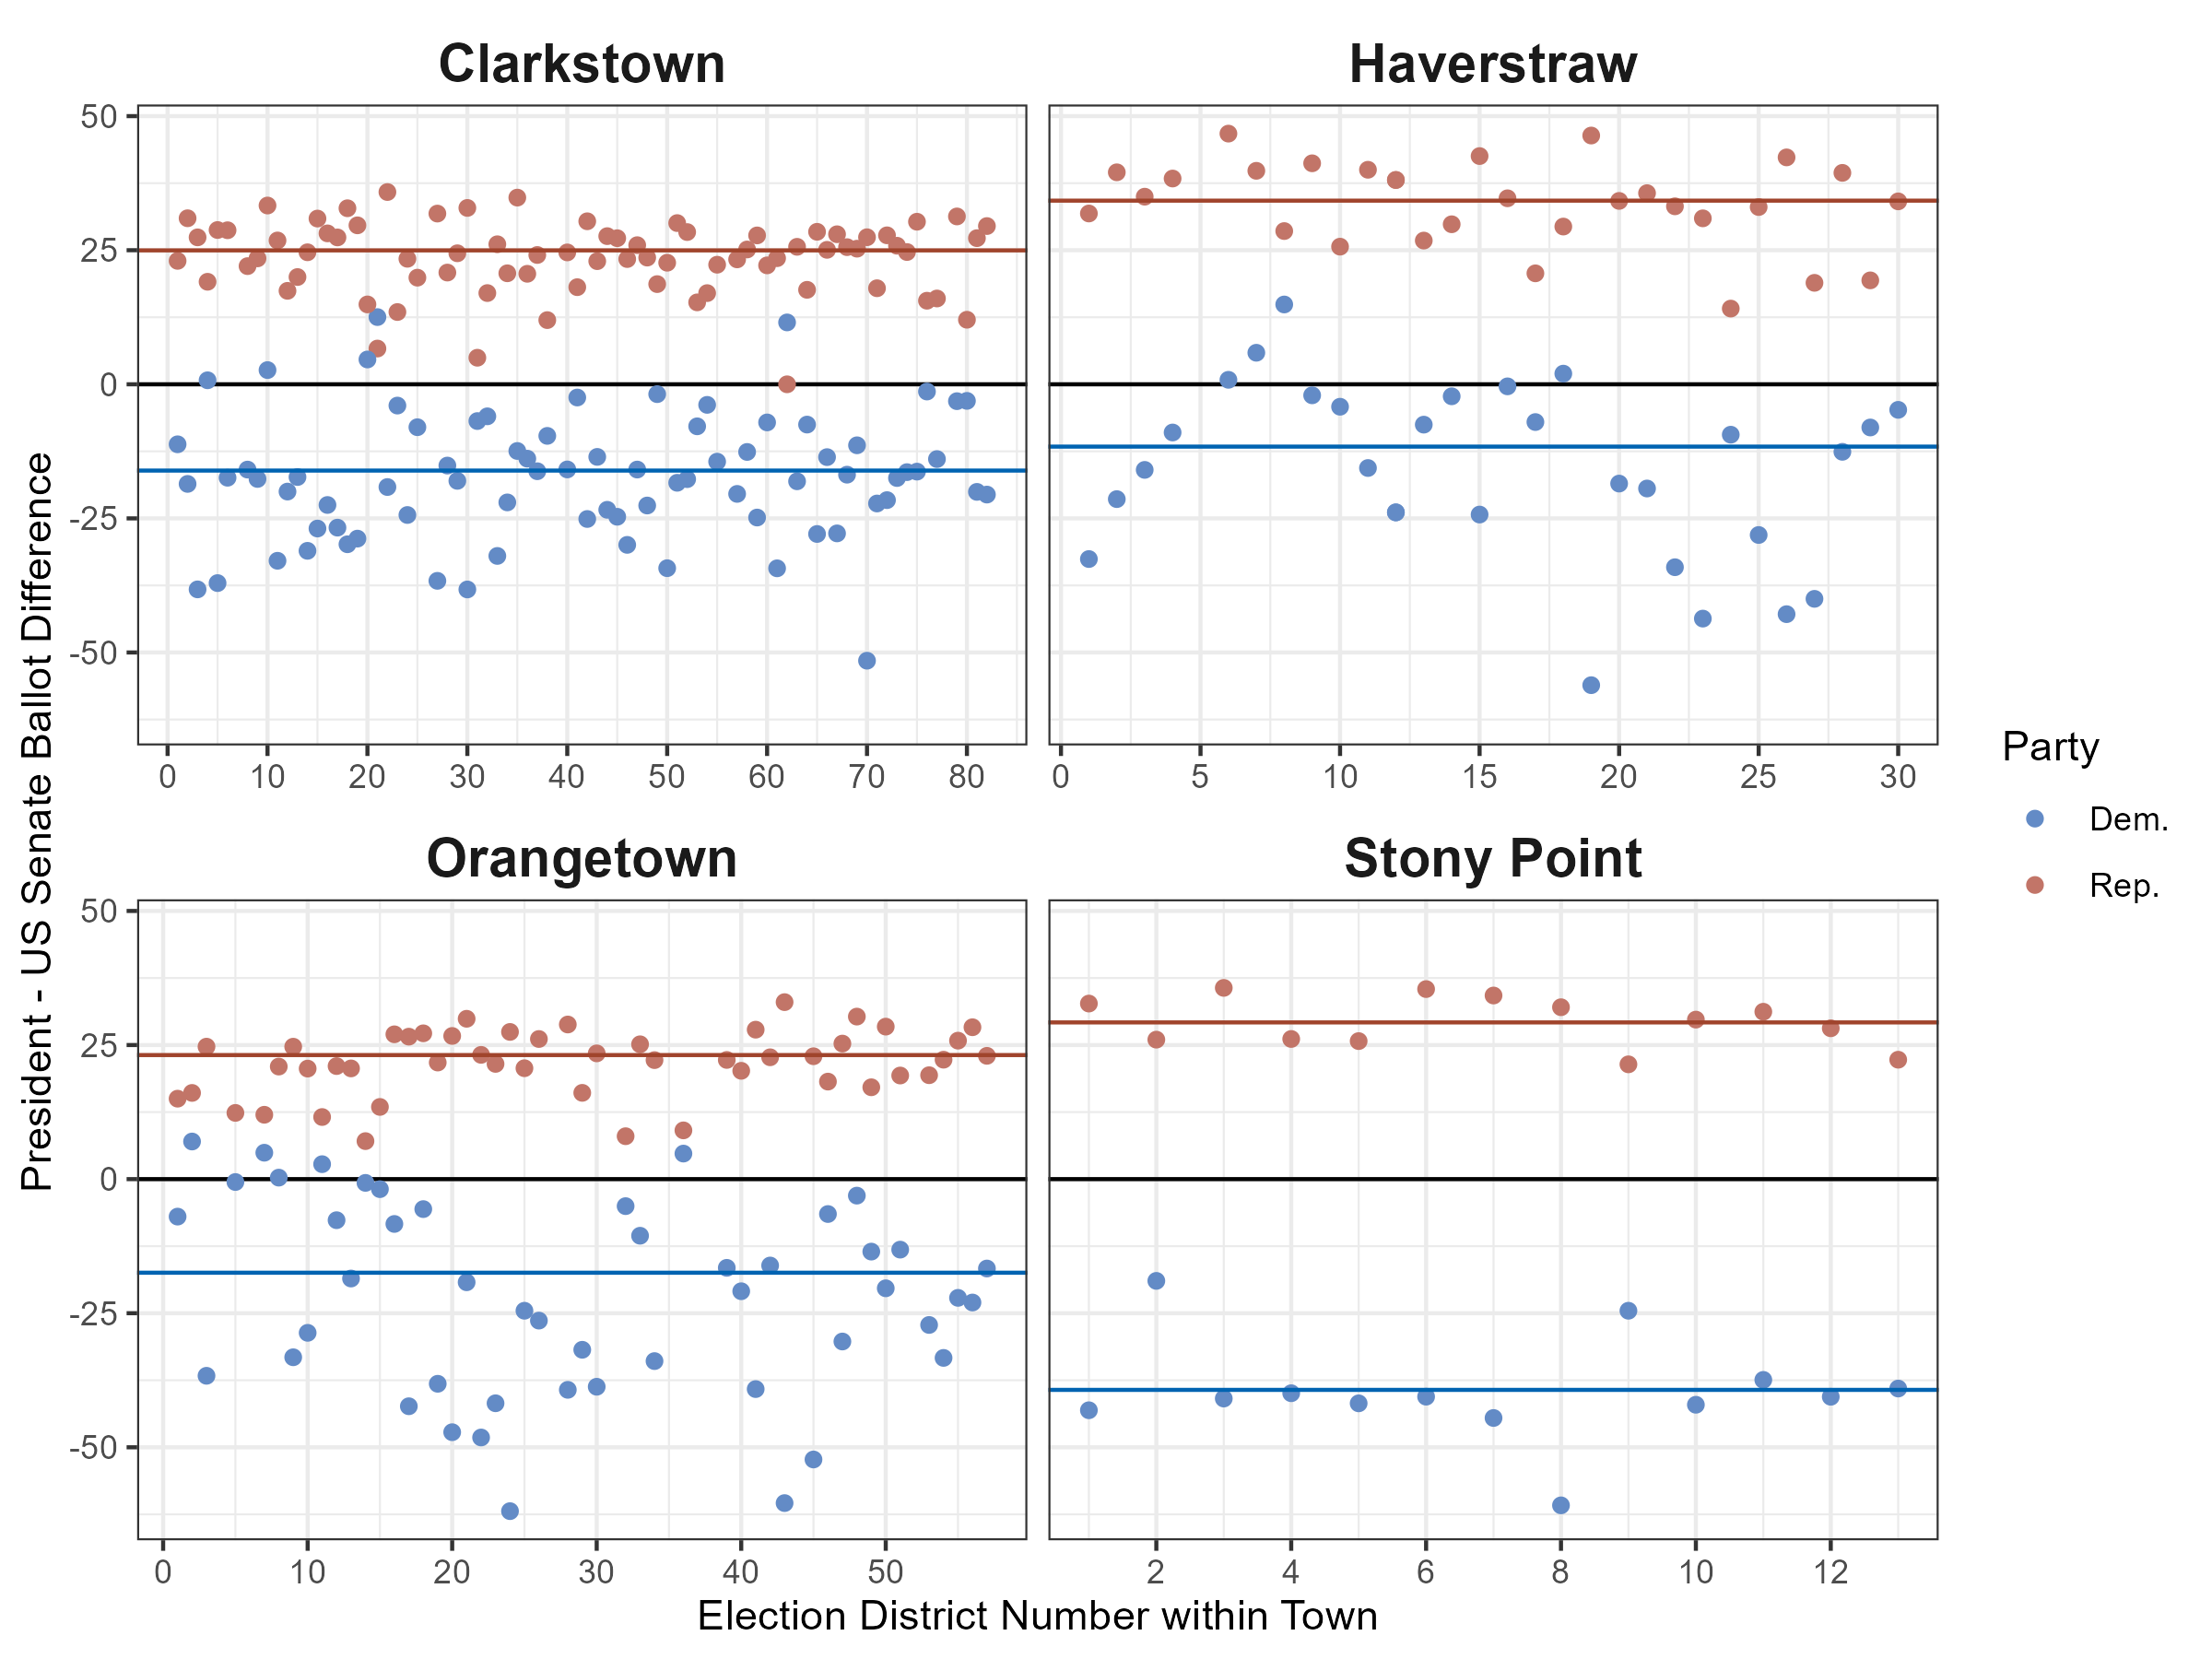 Clarkstown
Haverstraw
50
25
0
-25
-50
0 10 20 30 40 50 60 70 80
0 5 10 15 20 25 30
Orangetown
Stony Point
50
25
0
-25
-50
0 10 20 30 40 50
2 4 6 8 10 12
Election District Number within Town
President - US Senate Ballot Difference
Party
Dem.
Rep.